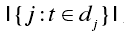 |{j : t ∈ d_j}|